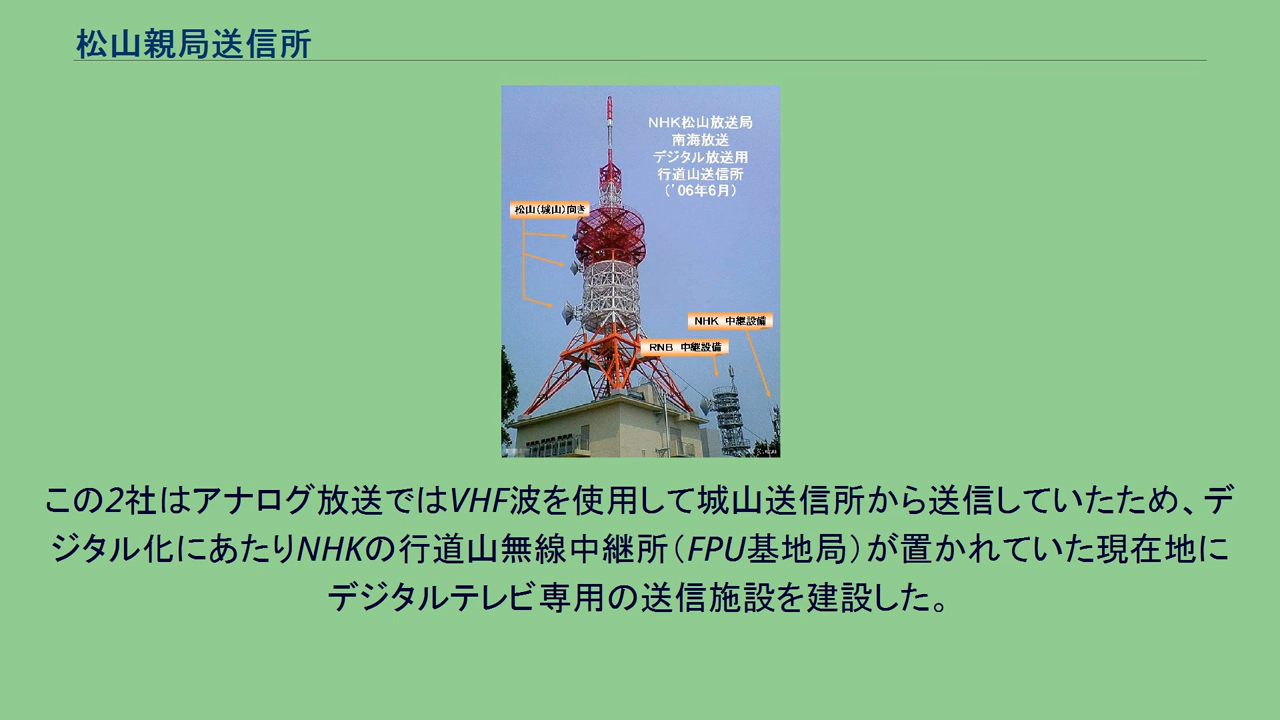 松山親局送信所
NHK松山放送局
南海放送
デジタル放送用
行道山送信所
（'06年6月）
松山（城山）向き
NHK 中継設備
RNB 中継設備
この2社はアナログ放送ではVHF波を使用して城山送信所から送信していたため、デ
ジタル化にあたりNHKの行道山無線中継所（FPU基地局）が置かれていた現在地に
デジタルテレビ専用の送信施設を建設した。